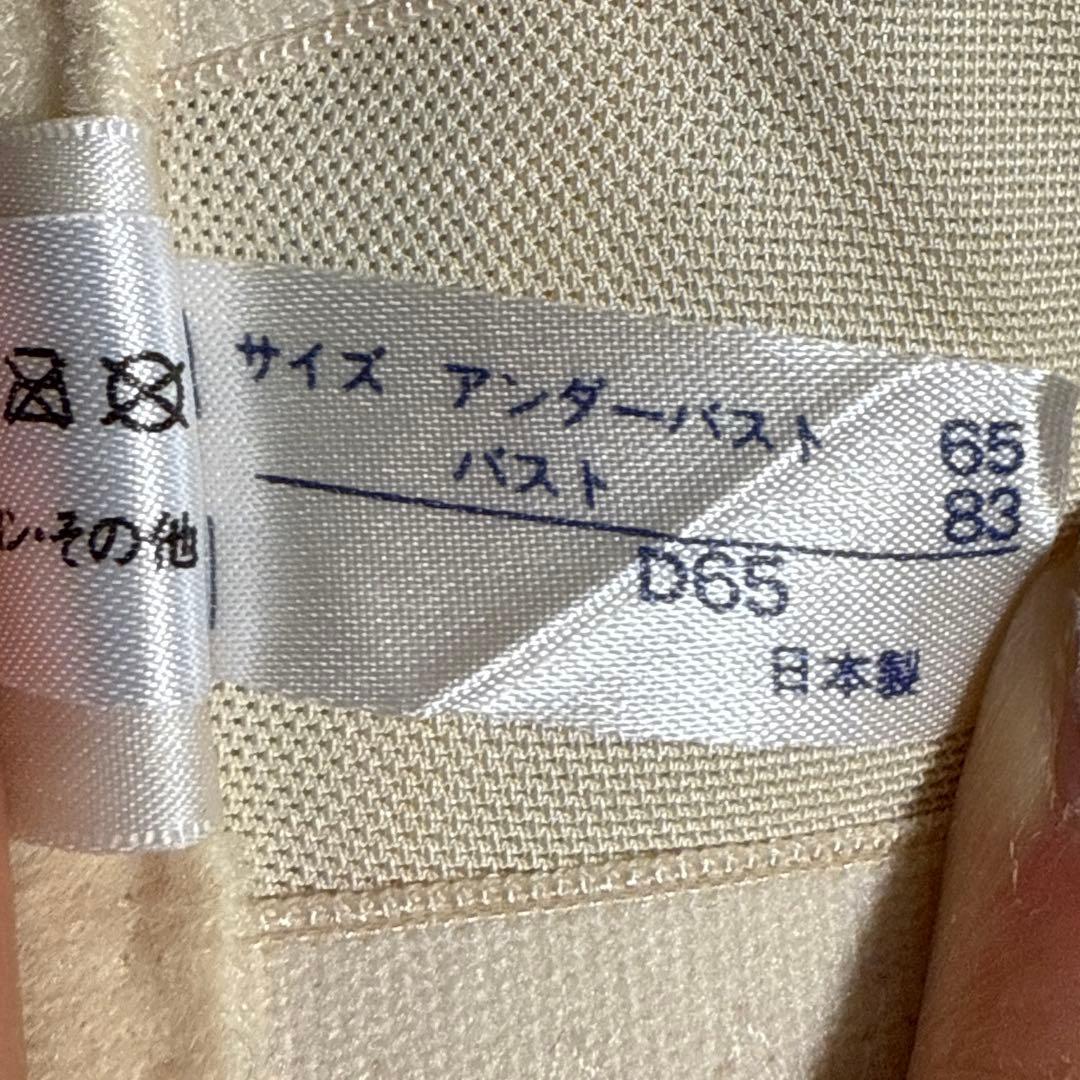 サイズ アンダーバスト 65
バスト 83
D65
日本製
ン・その他